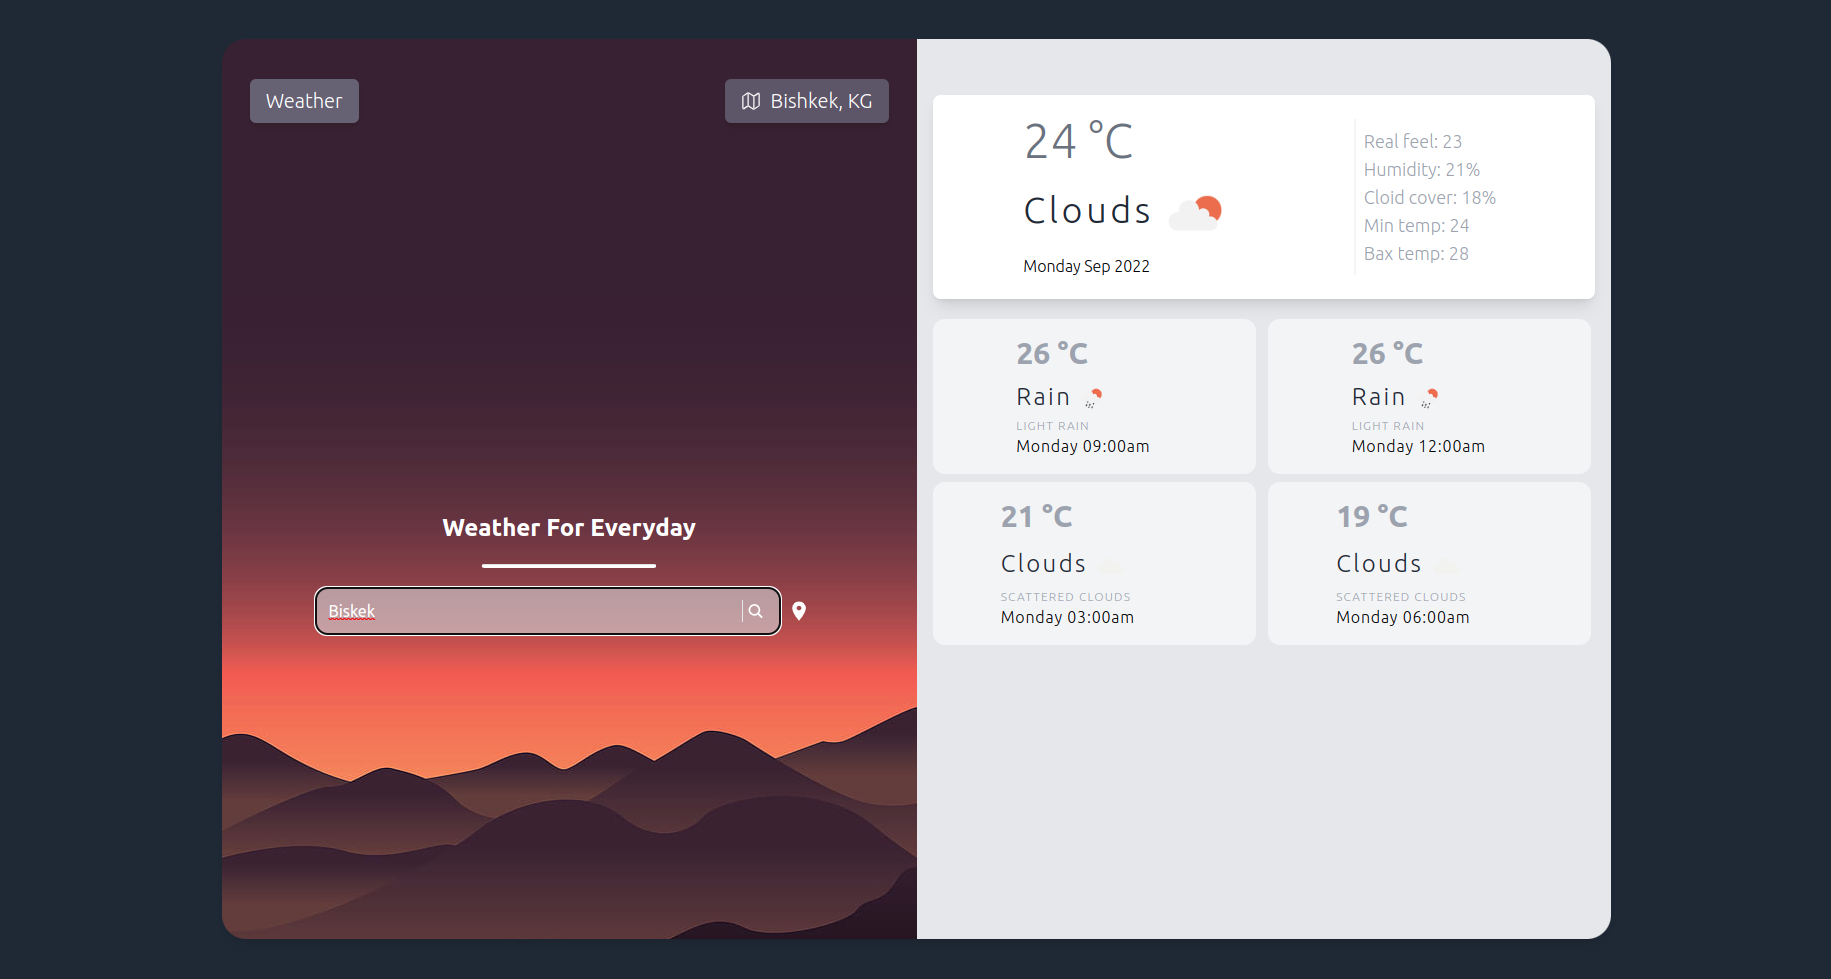 Weather
Bishkek, KG
Weather For Everyday
Biskek
24 °C
Clouds
Monday Sep 2022
Real feel: 23
Humidity: 21%
Cloid cover: 18%
Min temp: 24
Bax temp: 28
26 °C
Rain
LIGHT RAIN
Monday 09:00am
26 °C
Rain
LIGHT RAIN
Monday 12:00am
21 °C
Clouds
SCATTERED CLOUDS
Monday 03:00am
19 °C
Clouds
SCATTERED CLOUDS
Monday 06:00am